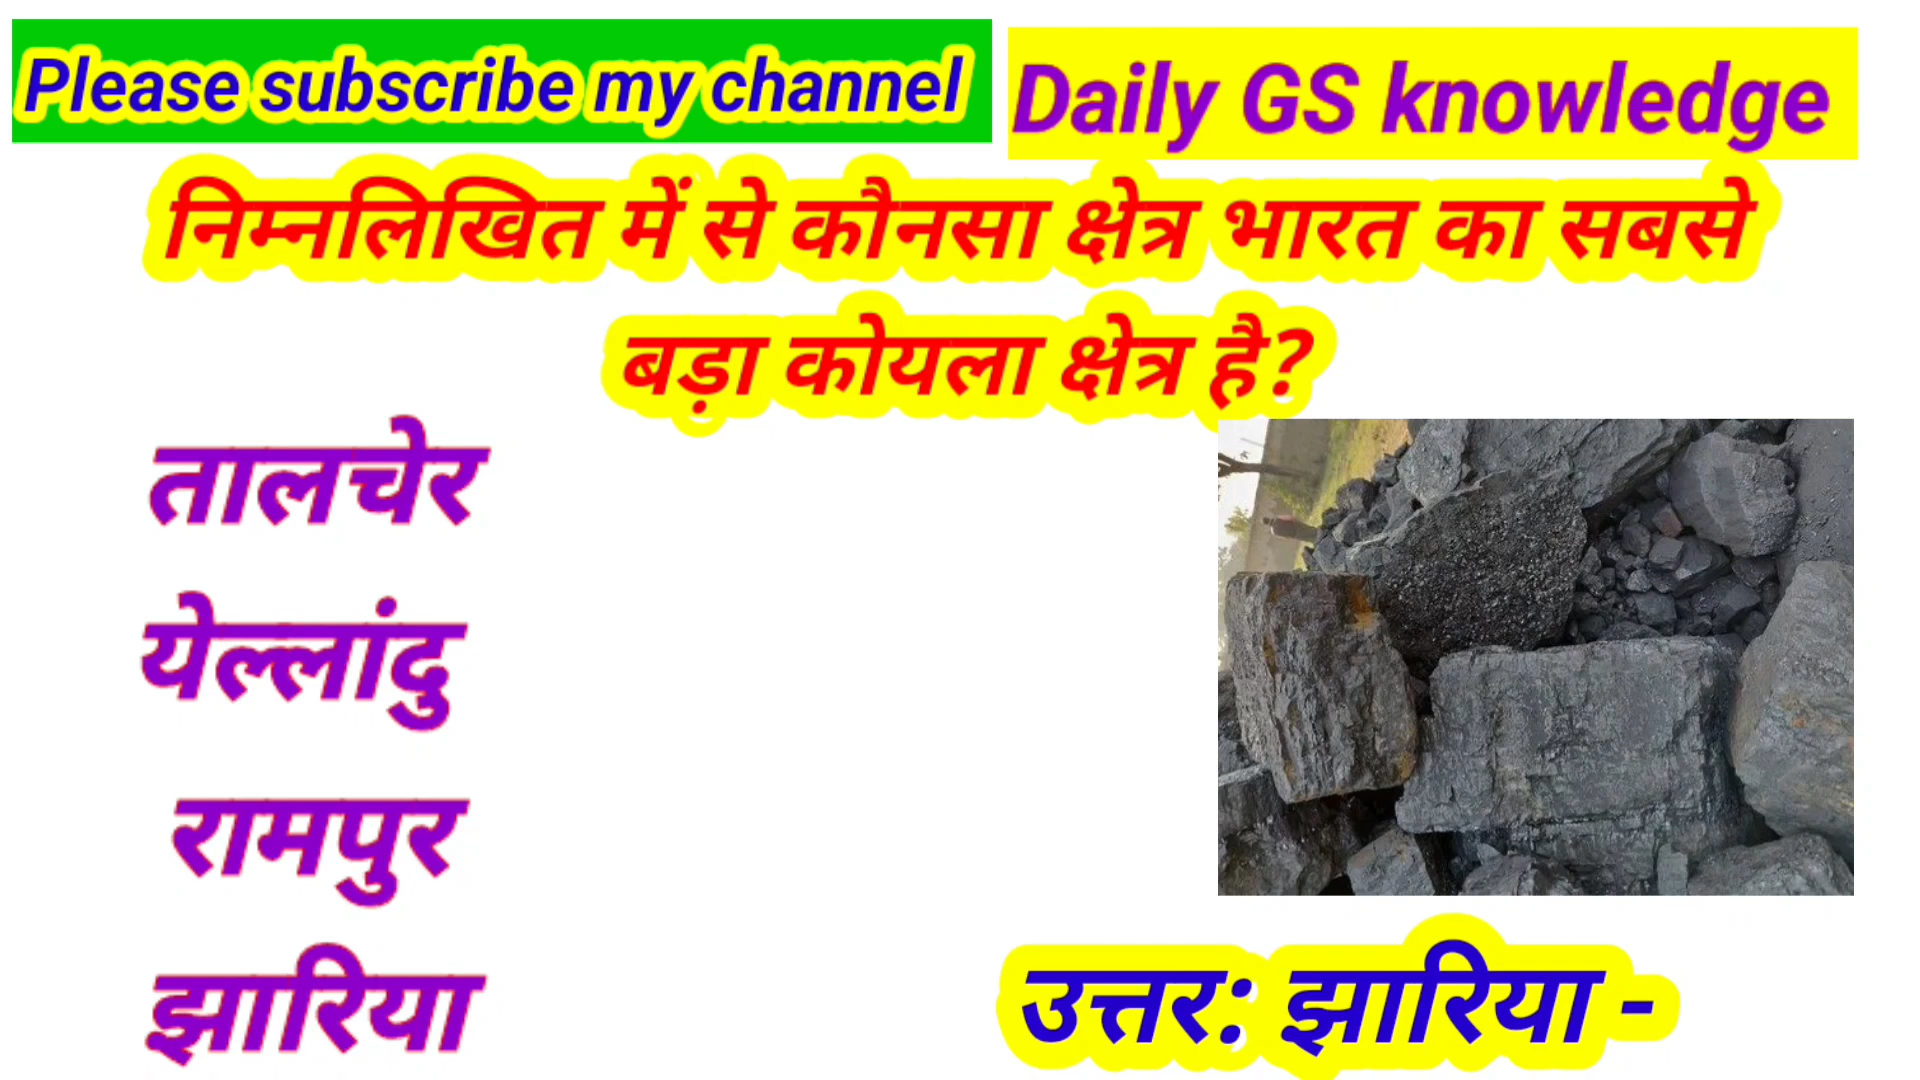 Please subscribe my channel
Daily GS knowledge
निम्नलिखित में से कौनसा क्षेत्र भारत का सबसे
बड़ा कोयला क्षेत्र है?
तालचेर
येल्लांदु
रामपुर
झारिया
उत्तर: झारिया -